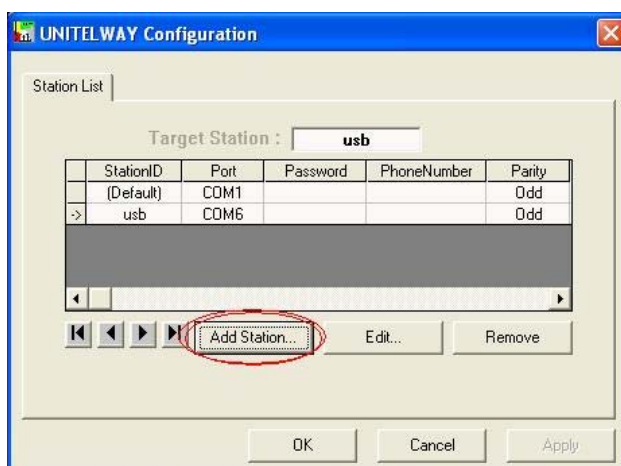 UNITELWAY Configuration
Station List
Target Station : usb
StationID Port Password PhoneNumber Parity
(Default) COM1 Odd
-> usb COM6 Odd
Add Station... Edit... Remove
OK Cancel Apply